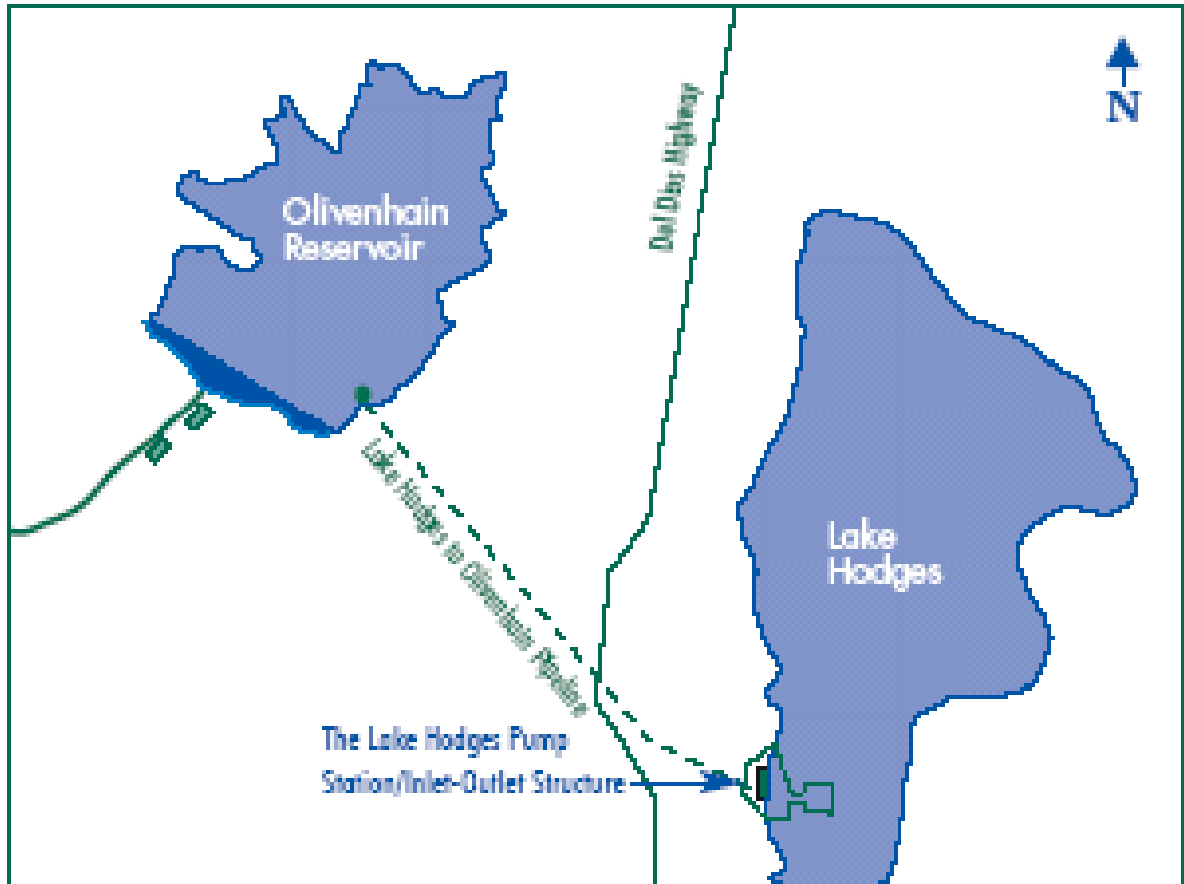 N
Del Dios Highway
Olivenhain
Reservoir
Lake
Hodges
Lake Hodges to Olivenhain Pipeline
The Lake Hodges Pump
Station/Inlet-Outlet Structure